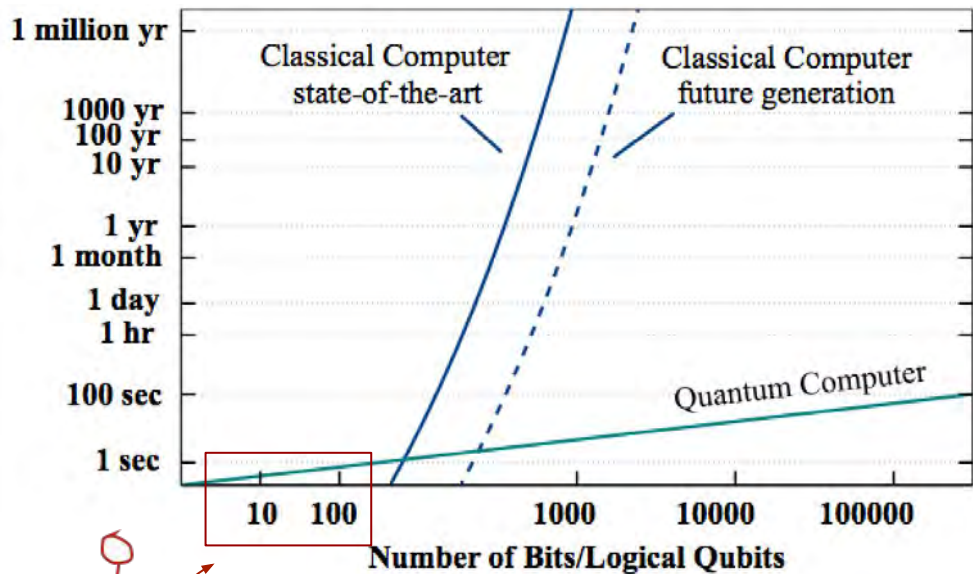 1 million yr
Classical Computer
state-of-the-art
Classical Computer
future generation
1000 yr
100 yr
10 yr
1 yr
1 month
1 day
1 hr
100 sec
Quantum Computer
1 sec
10 100 1000 10000 100000
Number of Bits/Logical Qubits